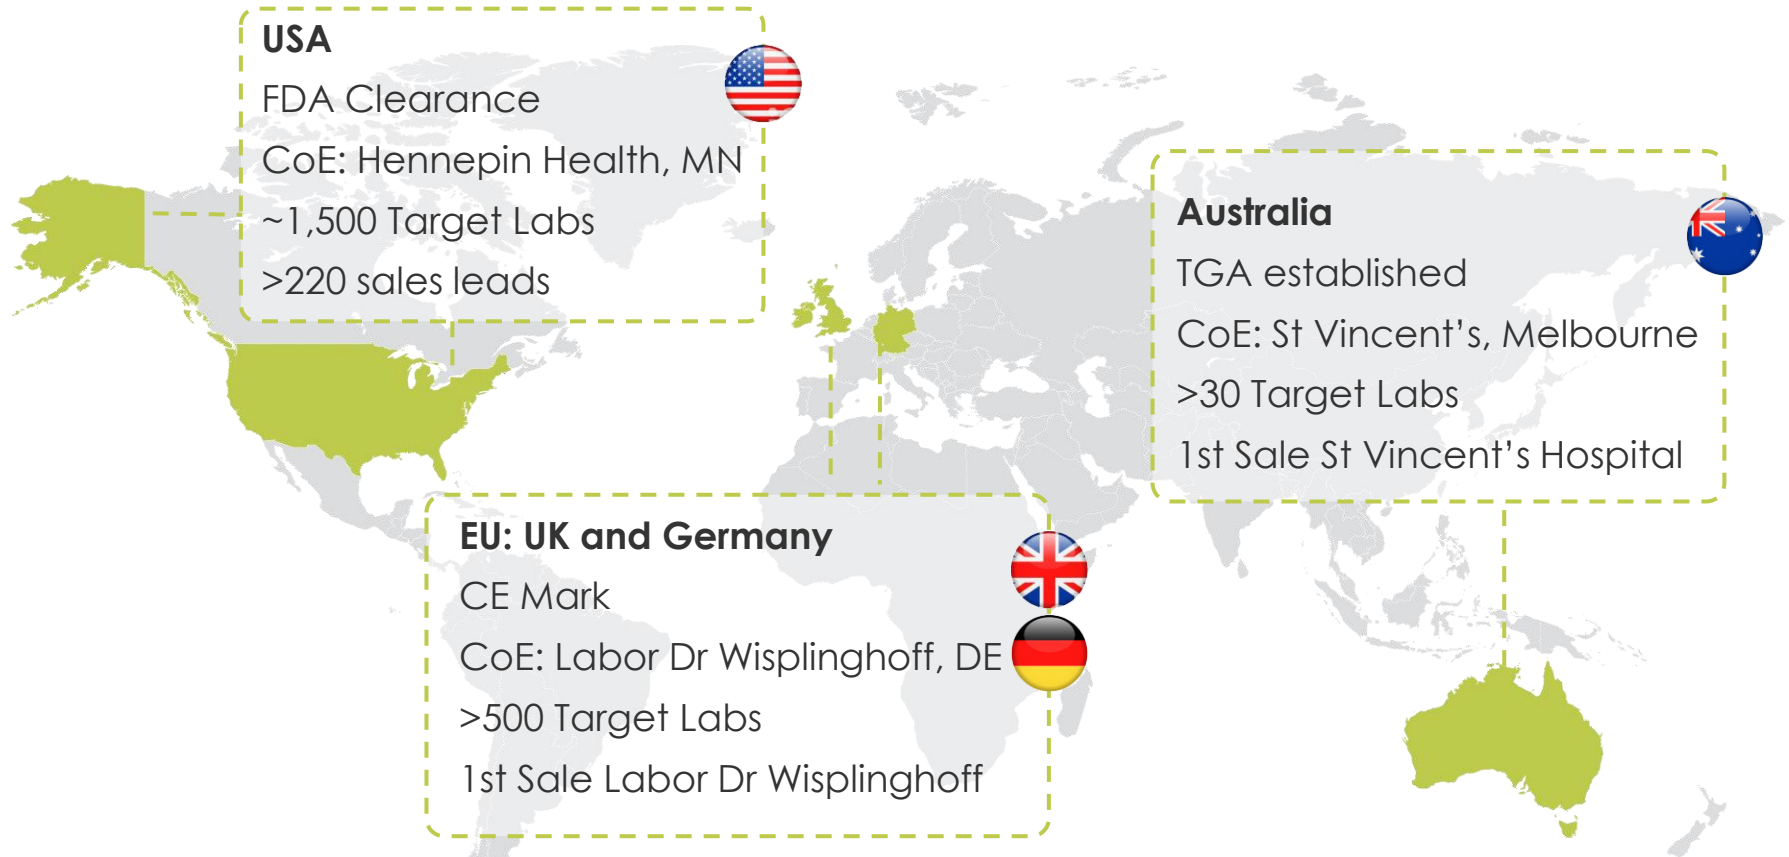 USA
FDA Clearance
CoE: Hennepin Health, MN
~1,500 Target Labs
>220 sales leads
Australia
TGA established
CoE: St Vincent’s, Melbourne
>30 Target Labs
1st Sale St Vincent’s Hospital
EU: UK and Germany
CE Mark
CoE: Labor Dr Wisplinghoff, DE
>500 Target Labs
1st Sale Labor Dr Wisplinghoff